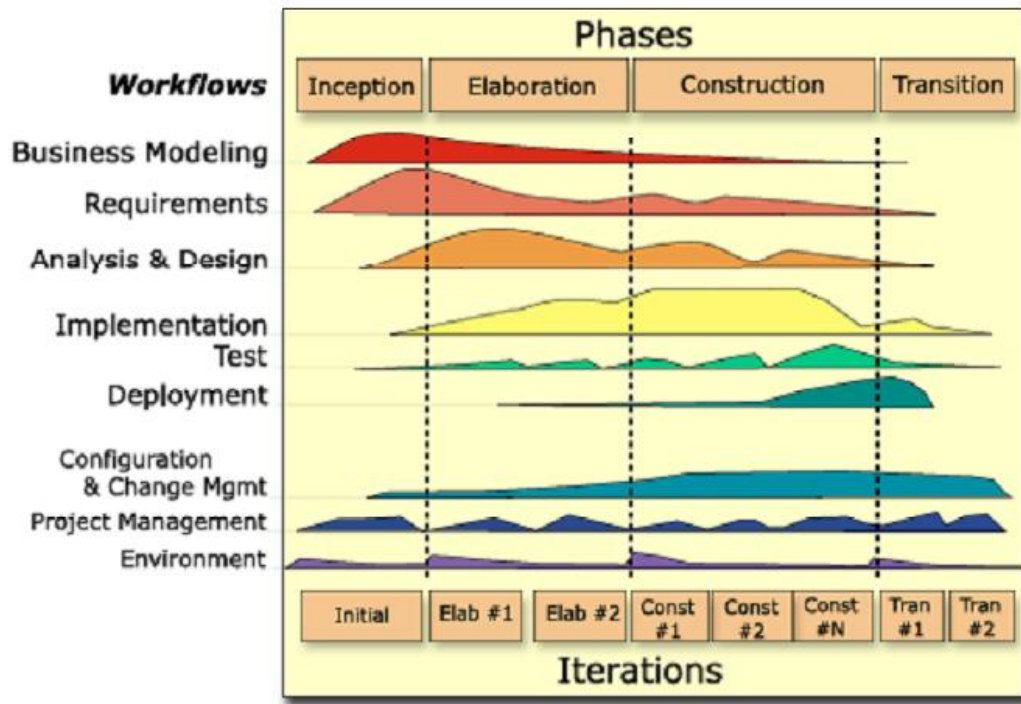 Phases
Workflows
Inception
Elaboration
Construction
Transition
Business Modeling
Requirements
Analysis & Design
Implementation
Test
Deployment
Configuration
& Change Mgmt
Project Management
Environment
Initial
Elab #1
Elab #2
Const
#1
Const
#2
Const
#N
Tran
#1
Tran
#2
Iterations